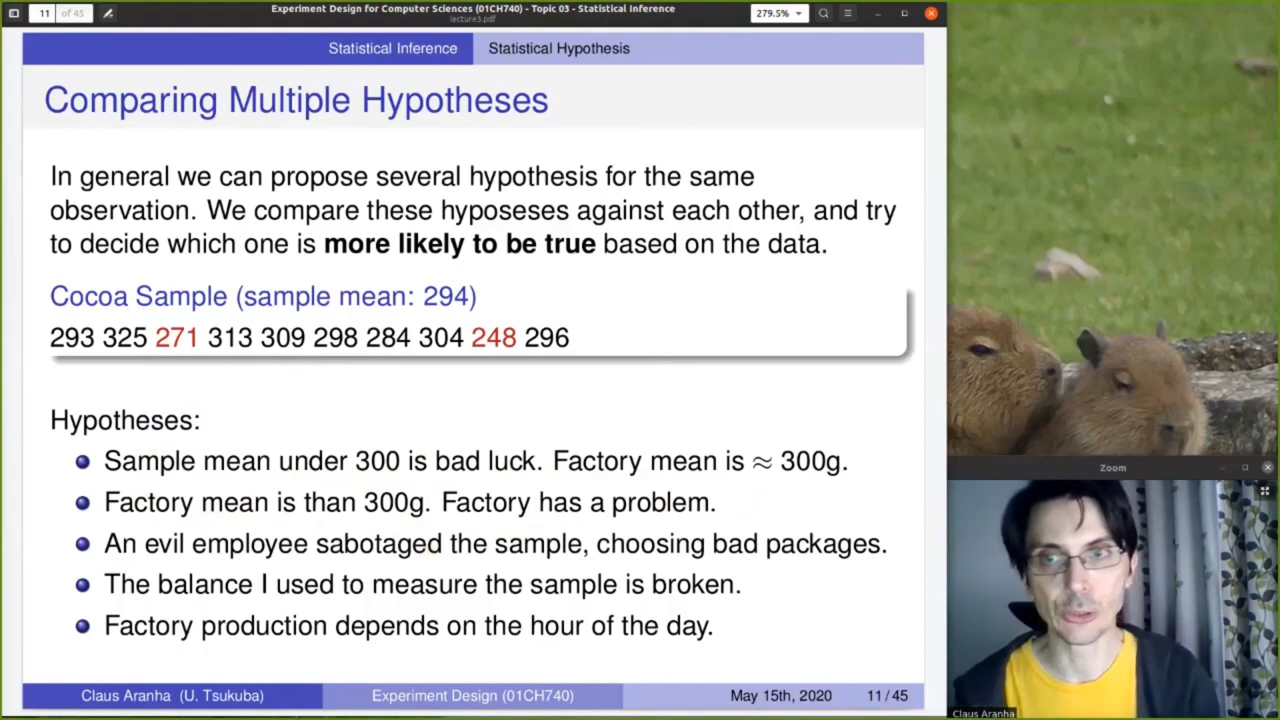 11 of 45
Experiment Design for Computer Sciences (01CH740) - Topic 03 - Statistical Inference
lecture3.pdf
279.5%
Statistical Inference
Statistical Hypothesis
Comparing Multiple Hypotheses
In general we can propose several hypothesis for the same
observation. We compare these hyposeses against each other, and try
to decide which one is more likely to be true based on the data.
Cocoa Sample (sample mean: 294)
293 325 271 313 309 298 284 304 248 296
Hypotheses:
Sample mean under 300 is bad luck. Factory mean is ≈ 300g.
Factory mean is than 300g. Factory has a problem.
An evil employee sabotaged the sample, choosing bad packages.
The balance I used to measure the sample is broken.
Factory production depends on the hour of the day.
Claus Aranha (U. Tsukuba)
Experiment Design (01CH740)
May 15th, 2020
11 / 45
Zoom
Claus Aranha